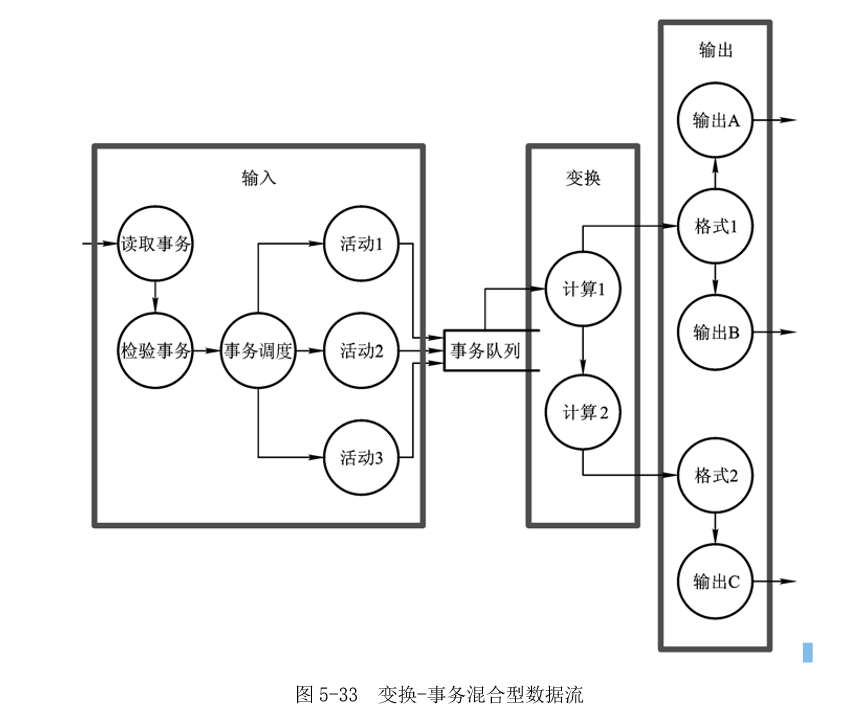 输入
读取事务
检验事务
事务调度
活动1
活动2
活动3
事务队列
变换
计算1
计算2
输出
输出A
格式1
输出B
格式2
输出C
图 5-33 变换-事务混合型数据流